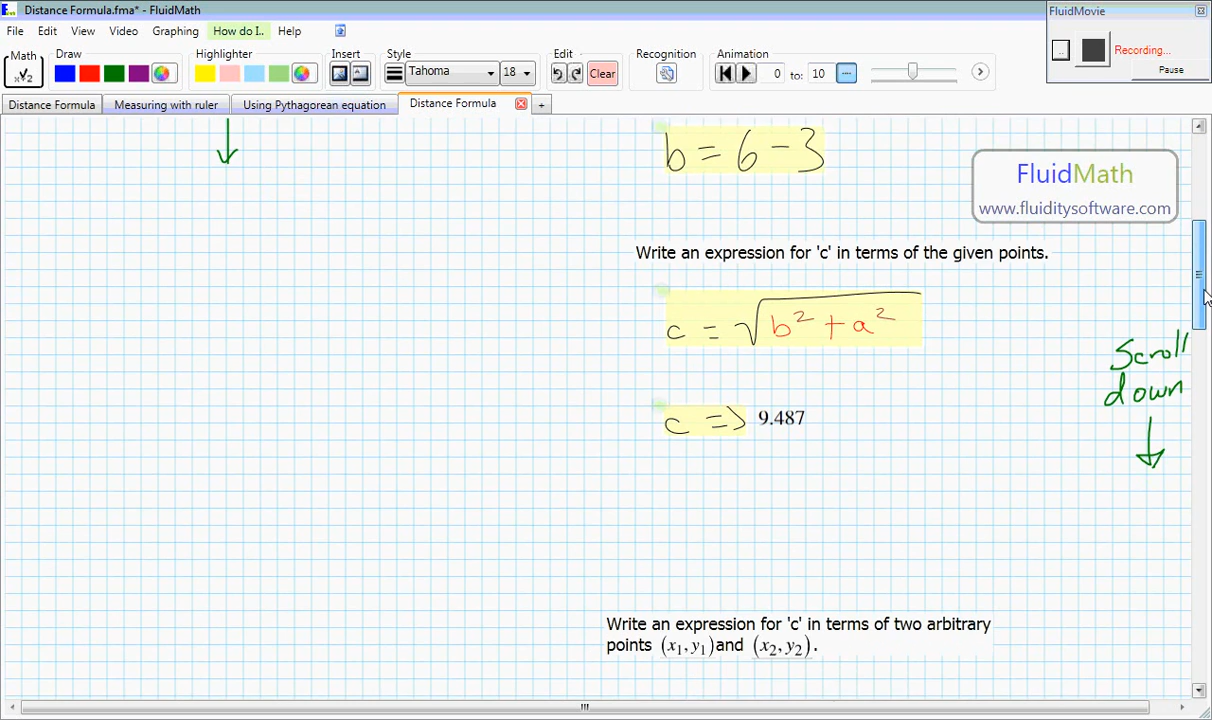 Distance Formula.fma* - FluidMath
FluidMovie
File Edit View Video Graphing How do I.. Help
Recording...
Pause
Math Draw Highlighter Insert Style Edit Recognition Animation
√2
Tahoma 18 Clear 0 to: 10
Distance Formula Measuring with ruler Using Pythagorean equation Distance Formula +
b = 6 - 3
FluidMath
www.fluiditysoftware.com
Write an expression for 'c' in terms of the given points.
c = √(b² + a²)
Scroll
down
c => 9.487
Write an expression for 'c' in terms of two arbitrary
points (x₁, y₁) and (x₂, y₂).